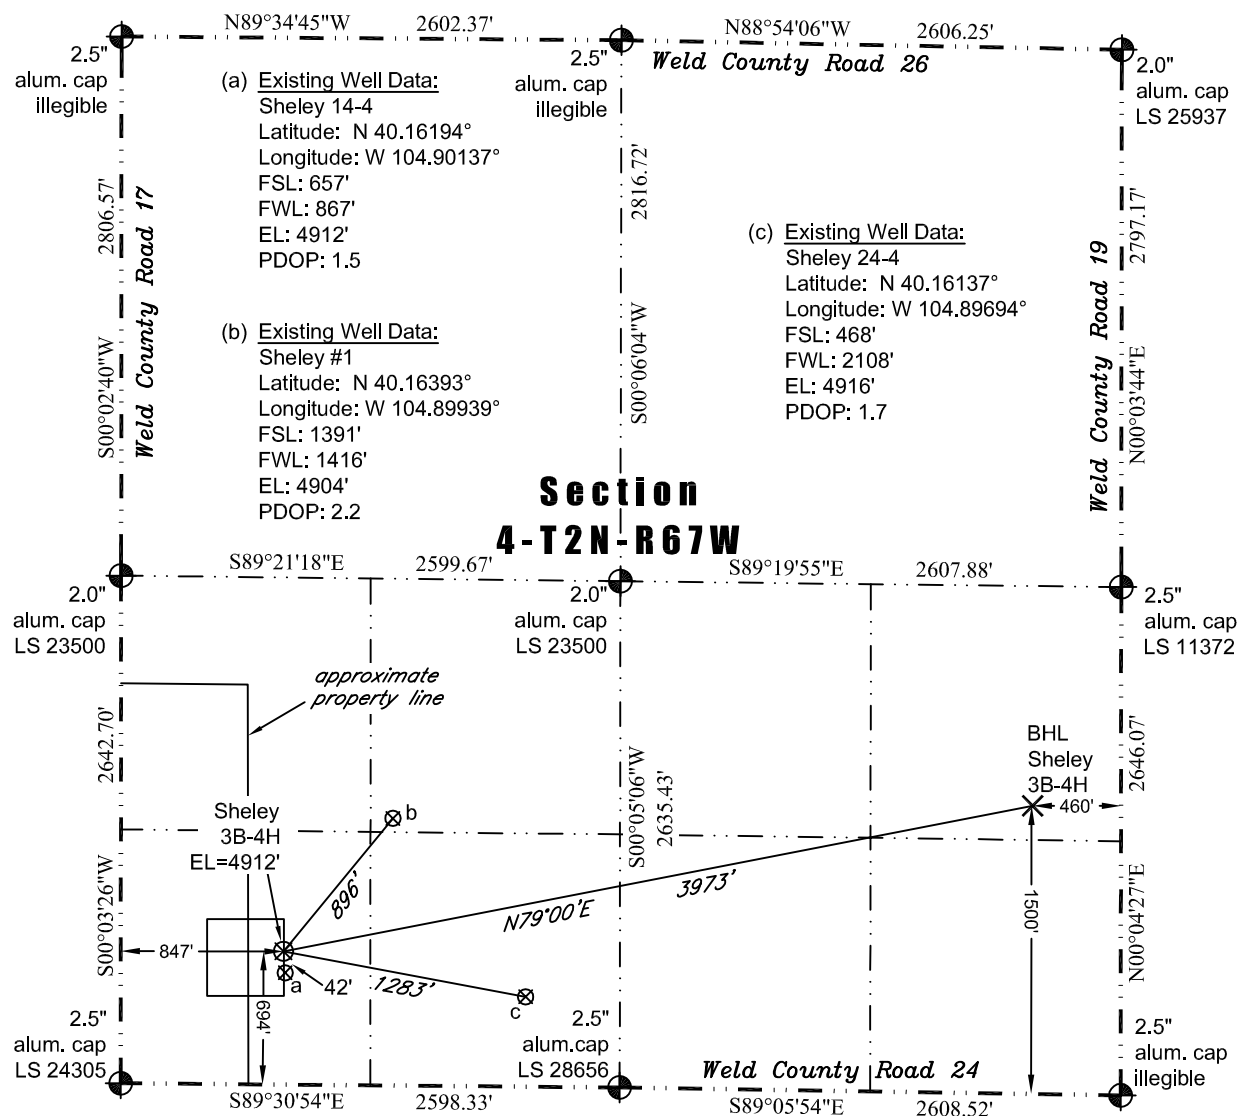 N89°34'45"W 2602.37'
N88°54'06"W 2606.25'
2.5"
alum. cap
illegible
2.5"
alum. cap
illegible
Weld County Road 26
2.0"
alum. cap
LS 25937
(a) Existing Well Data:
Sheley 14-4
Latitude: N 40.16194°
Longitude: W 104.90137°
FSL: 657'
FWL: 867'
EL: 4912'
PDOP: 1.5
(b) Existing Well Data:
Sheley #1
Latitude: N 40.16393°
Longitude: W 104.89939°
FSL: 1391'
FWL: 1416'
EL: 4904'
PDOP: 2.2
(c) Existing Well Data:
Sheley 24-4
Latitude: N 40.16137°
Longitude: W 104.89694°
FSL: 468'
FWL: 2108'
EL: 4916'
PDOP: 1.7
S00°02'40"W 2806.57'
Weld County Road 17
S00°06'04"W 2816.72'
Weld County Road 19
N00°03'44"E 2797.17'
Section
4-T2N-R67W
S89°21'18"E 2599.67'
S89°19'55"E 2607.88'
2.0"
alum. cap
LS 23500
2.0"
alum. cap
LS 23500
2.5"
alum. cap
LS 11372
approximate
property line
S00°03'26"W 2642.70'
S00°05'06"W
2635.43'
N00°04'27"E 2646.07'
BHL
Sheley
3B-4H
460'
1500'
Sheley
3B-4H
EL=4912'
b
896'
N79°00'E 3973'
847'
a
42'
1283'
c
694'
2.5"
alum. cap
LS 24305
2.5"
alum.cap
LS 28656
2.5"
alum. cap
illegible
Weld County Road 24
S89°30'54"E 2598.33'
S89°05'54"E 2608.52'